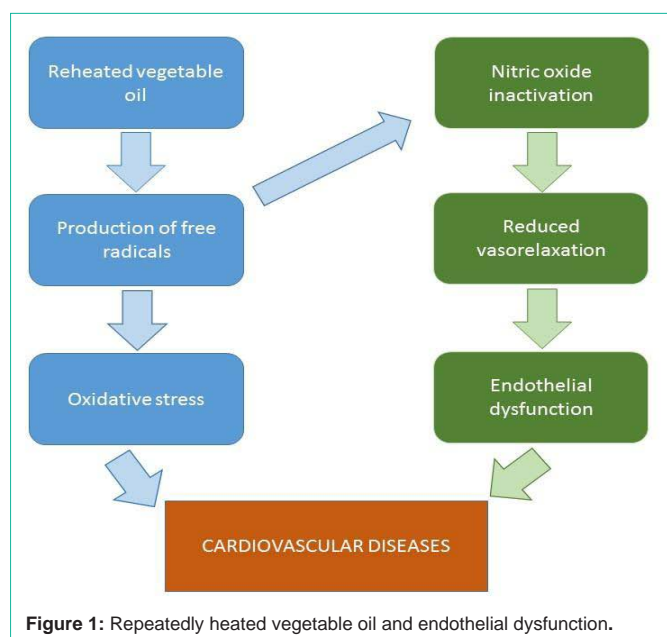 Reheated vegetable
oil
Production of free
radicals
Oxidative stress
Nitric oxide
inactivation
Reduced
vasorelaxation
Endothelial
dysfunction
CARDIOVASCULAR DISEASES
Figure 1: Repeatedly heated vegetable oil and endothelial dysfunction.